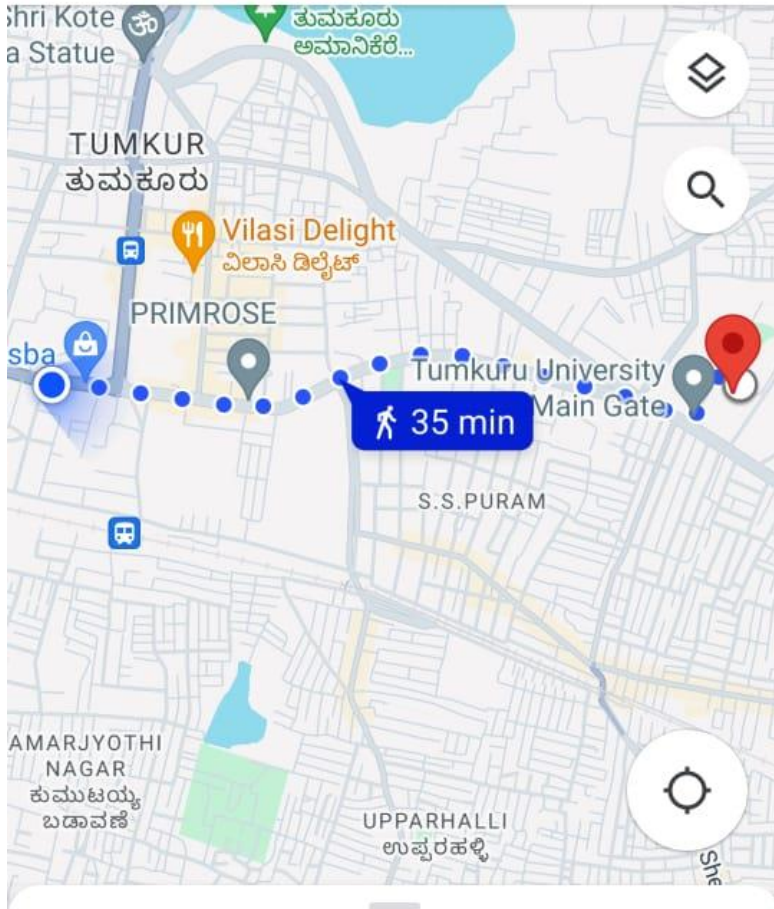 Shri Kote
a Statue
ತುಮಕೂರು
ಅಮಾನಿಕೆರೆ...
TUMKUR
ತುಮಕೂರು
Vilasi Delight
ವಿಲಾಸಿ ಡಿಲೈಟ್
PRIMROSE
sba
Tumkuru University
Main Gate
35 min
S.S.PURAM
AMARJYOTHI
NAGAR
ಕುಮುಟಯ್ಯ
ಬಡಾವಣೆ
UPPARHALLI
ಉಪ್ಪರಹಳ್ಳಿ
She